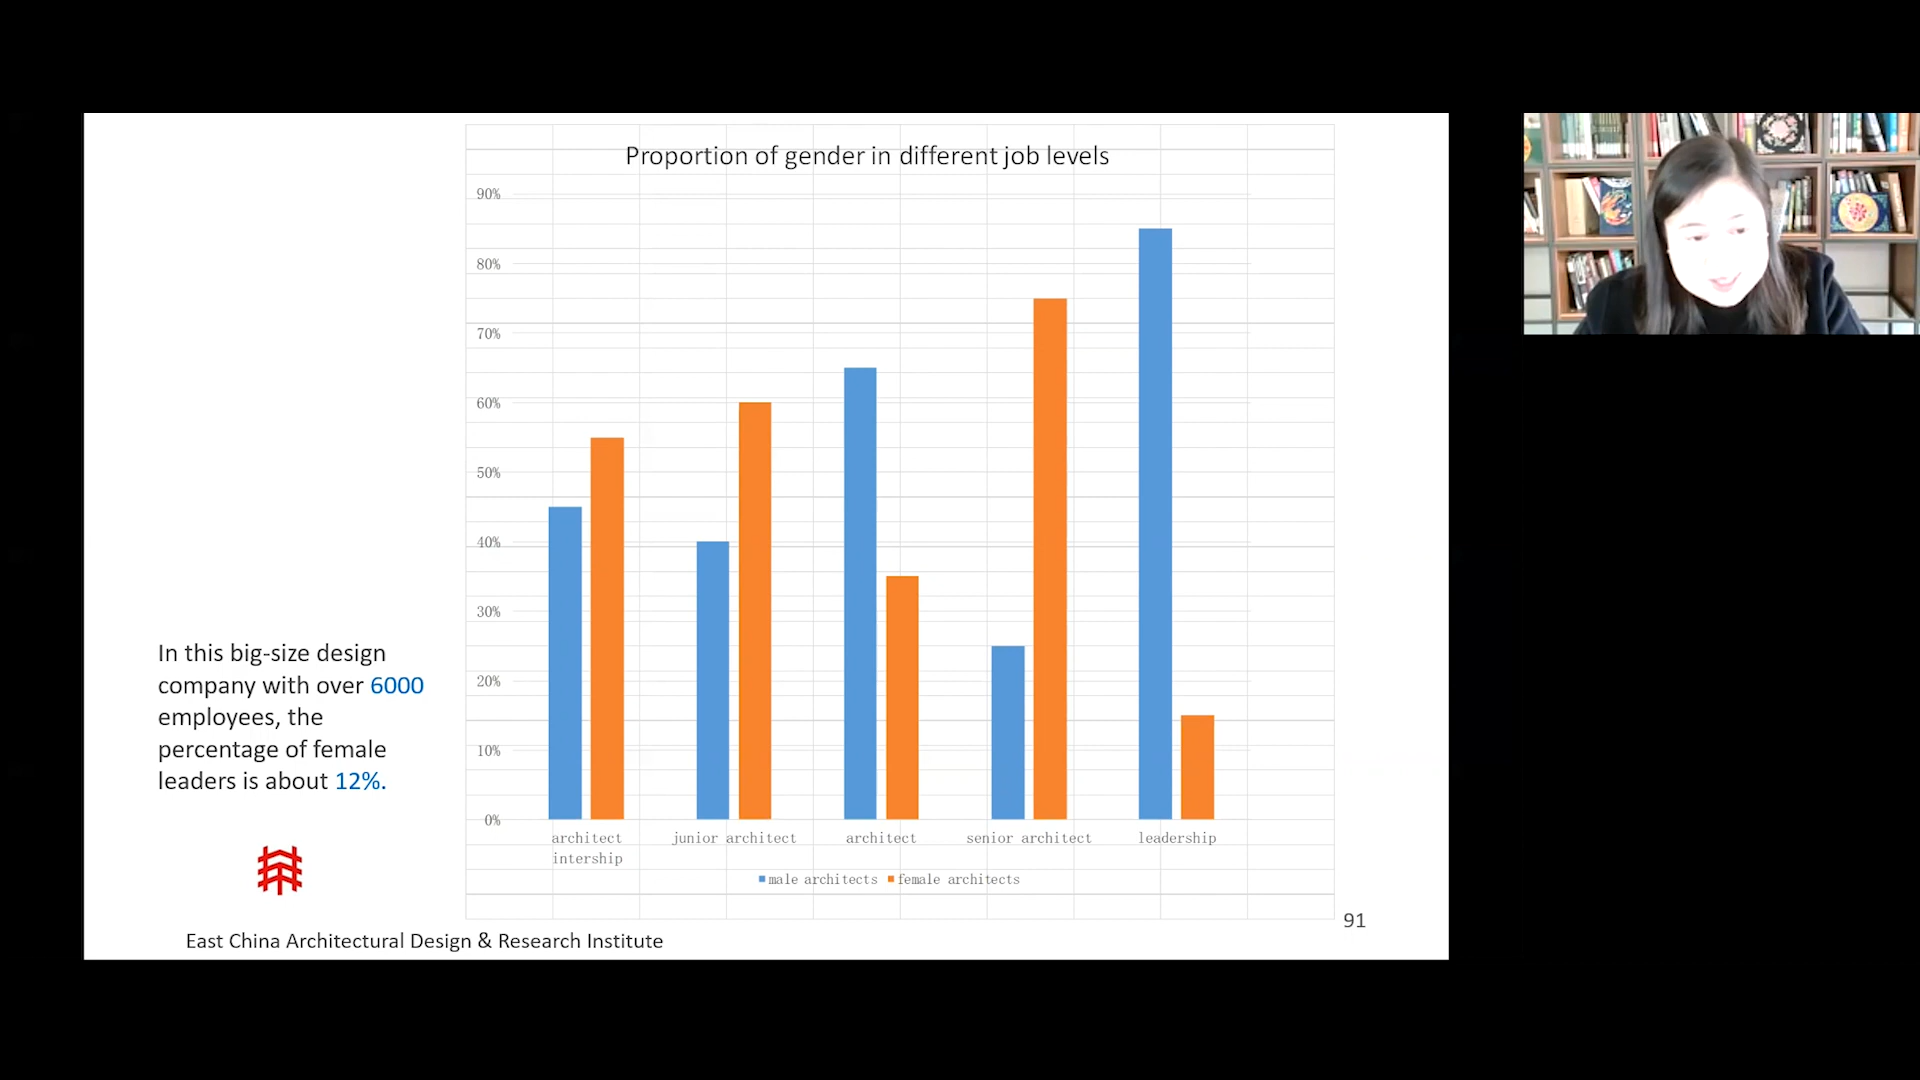 Proportion of gender in different job levels
90%
80%
70%
60%
50%
40%
30%
20%
10%
0%
architect intership
junior architect
architect
senior architect
leadership
male architects
female architects
In this big-size design
company with over 6000
employees, the
percentage of female
leaders is about 12%.
East China Architectural Design & Research Institute
91